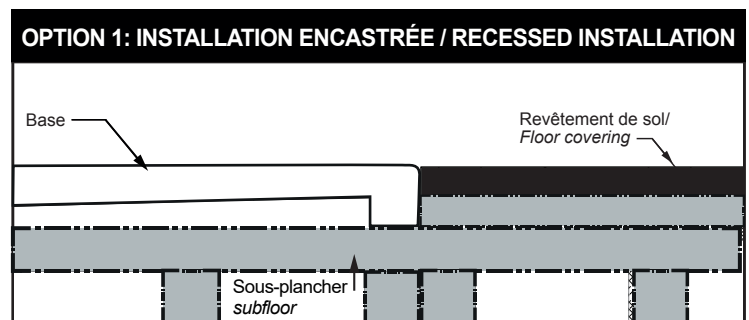 OPTION 1: INSTALLATION ENCASTRÉE / RECESSED INSTALLATION
Base
Revêtement de sol/
Floor covering
Sous-plancher
subfloor